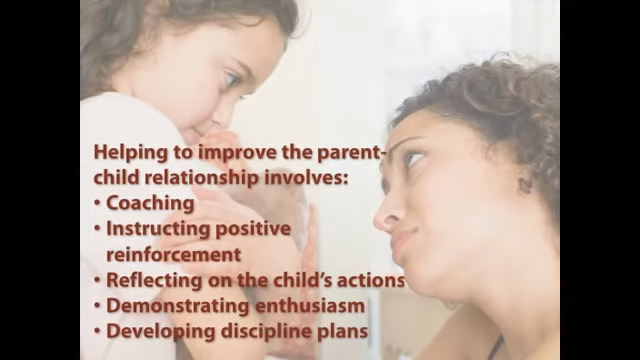 Helping to improve the parent-
child relationship involves:
• Coaching
• Instructing positive
reinforcement
• Reflecting on the child's actions
• Demonstrating enthusiasm
• Developing discipline plans